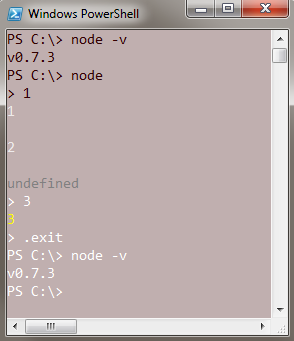 Windows PowerShell
PS C:\> node -v
v0.7.3
PS C:\> node
> 1
1
2
undefined
> 3
3
> .exit
PS C:\> node -v
v0.7.3
PS C:\>